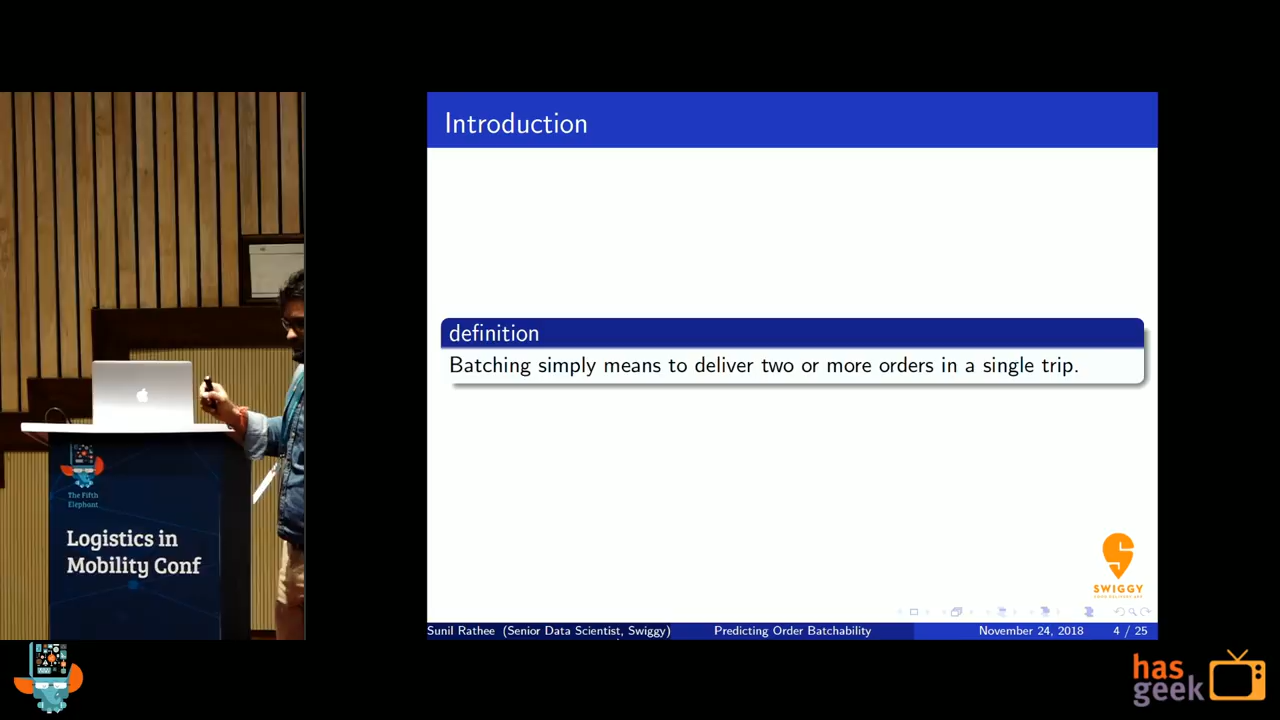 Introduction
definition
Batching simply means to deliver two or more orders in a single trip.
SWIGGY
Sunil Rathee (Senior Data Scientist, Swiggy) Predicting Order Batchability November 24, 2018 4 / 25
The Fifth
Elephant
Logistics in
Mobility Conf
has
geek